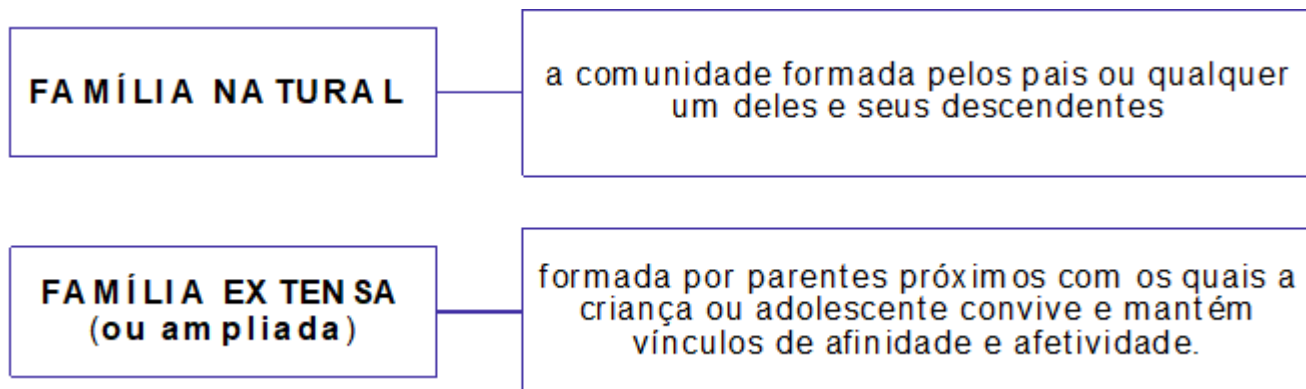 FAMÍLIA NATURAL
a comunidade formada pelos pais ou qualquer
um deles e seus descendentes
FAMÍLIA EXTENSA
(ou ampliada)
formada por parentes próximos com os quais a
criança ou adolescente convive e mantém
vínculos de afinidade e afetividade.